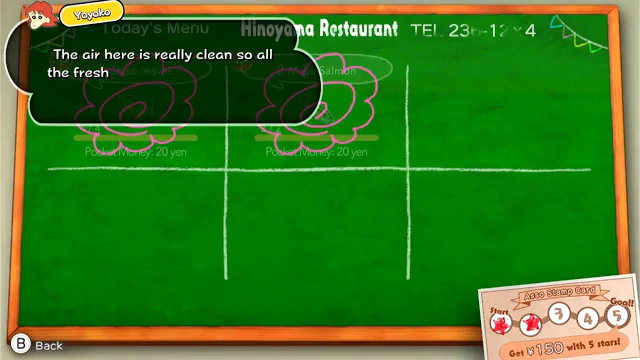 Yoyoko
Today's Menu
Hinoyama Restaurant
The air here is really clean so all
the fresh
Salmon
Pocket Money: 20 yen
Pocket Money: 20 yen
Asso Stamp Card
Start
Goal!
3
4
5
Get ¥150 with 5 stars!
B Back